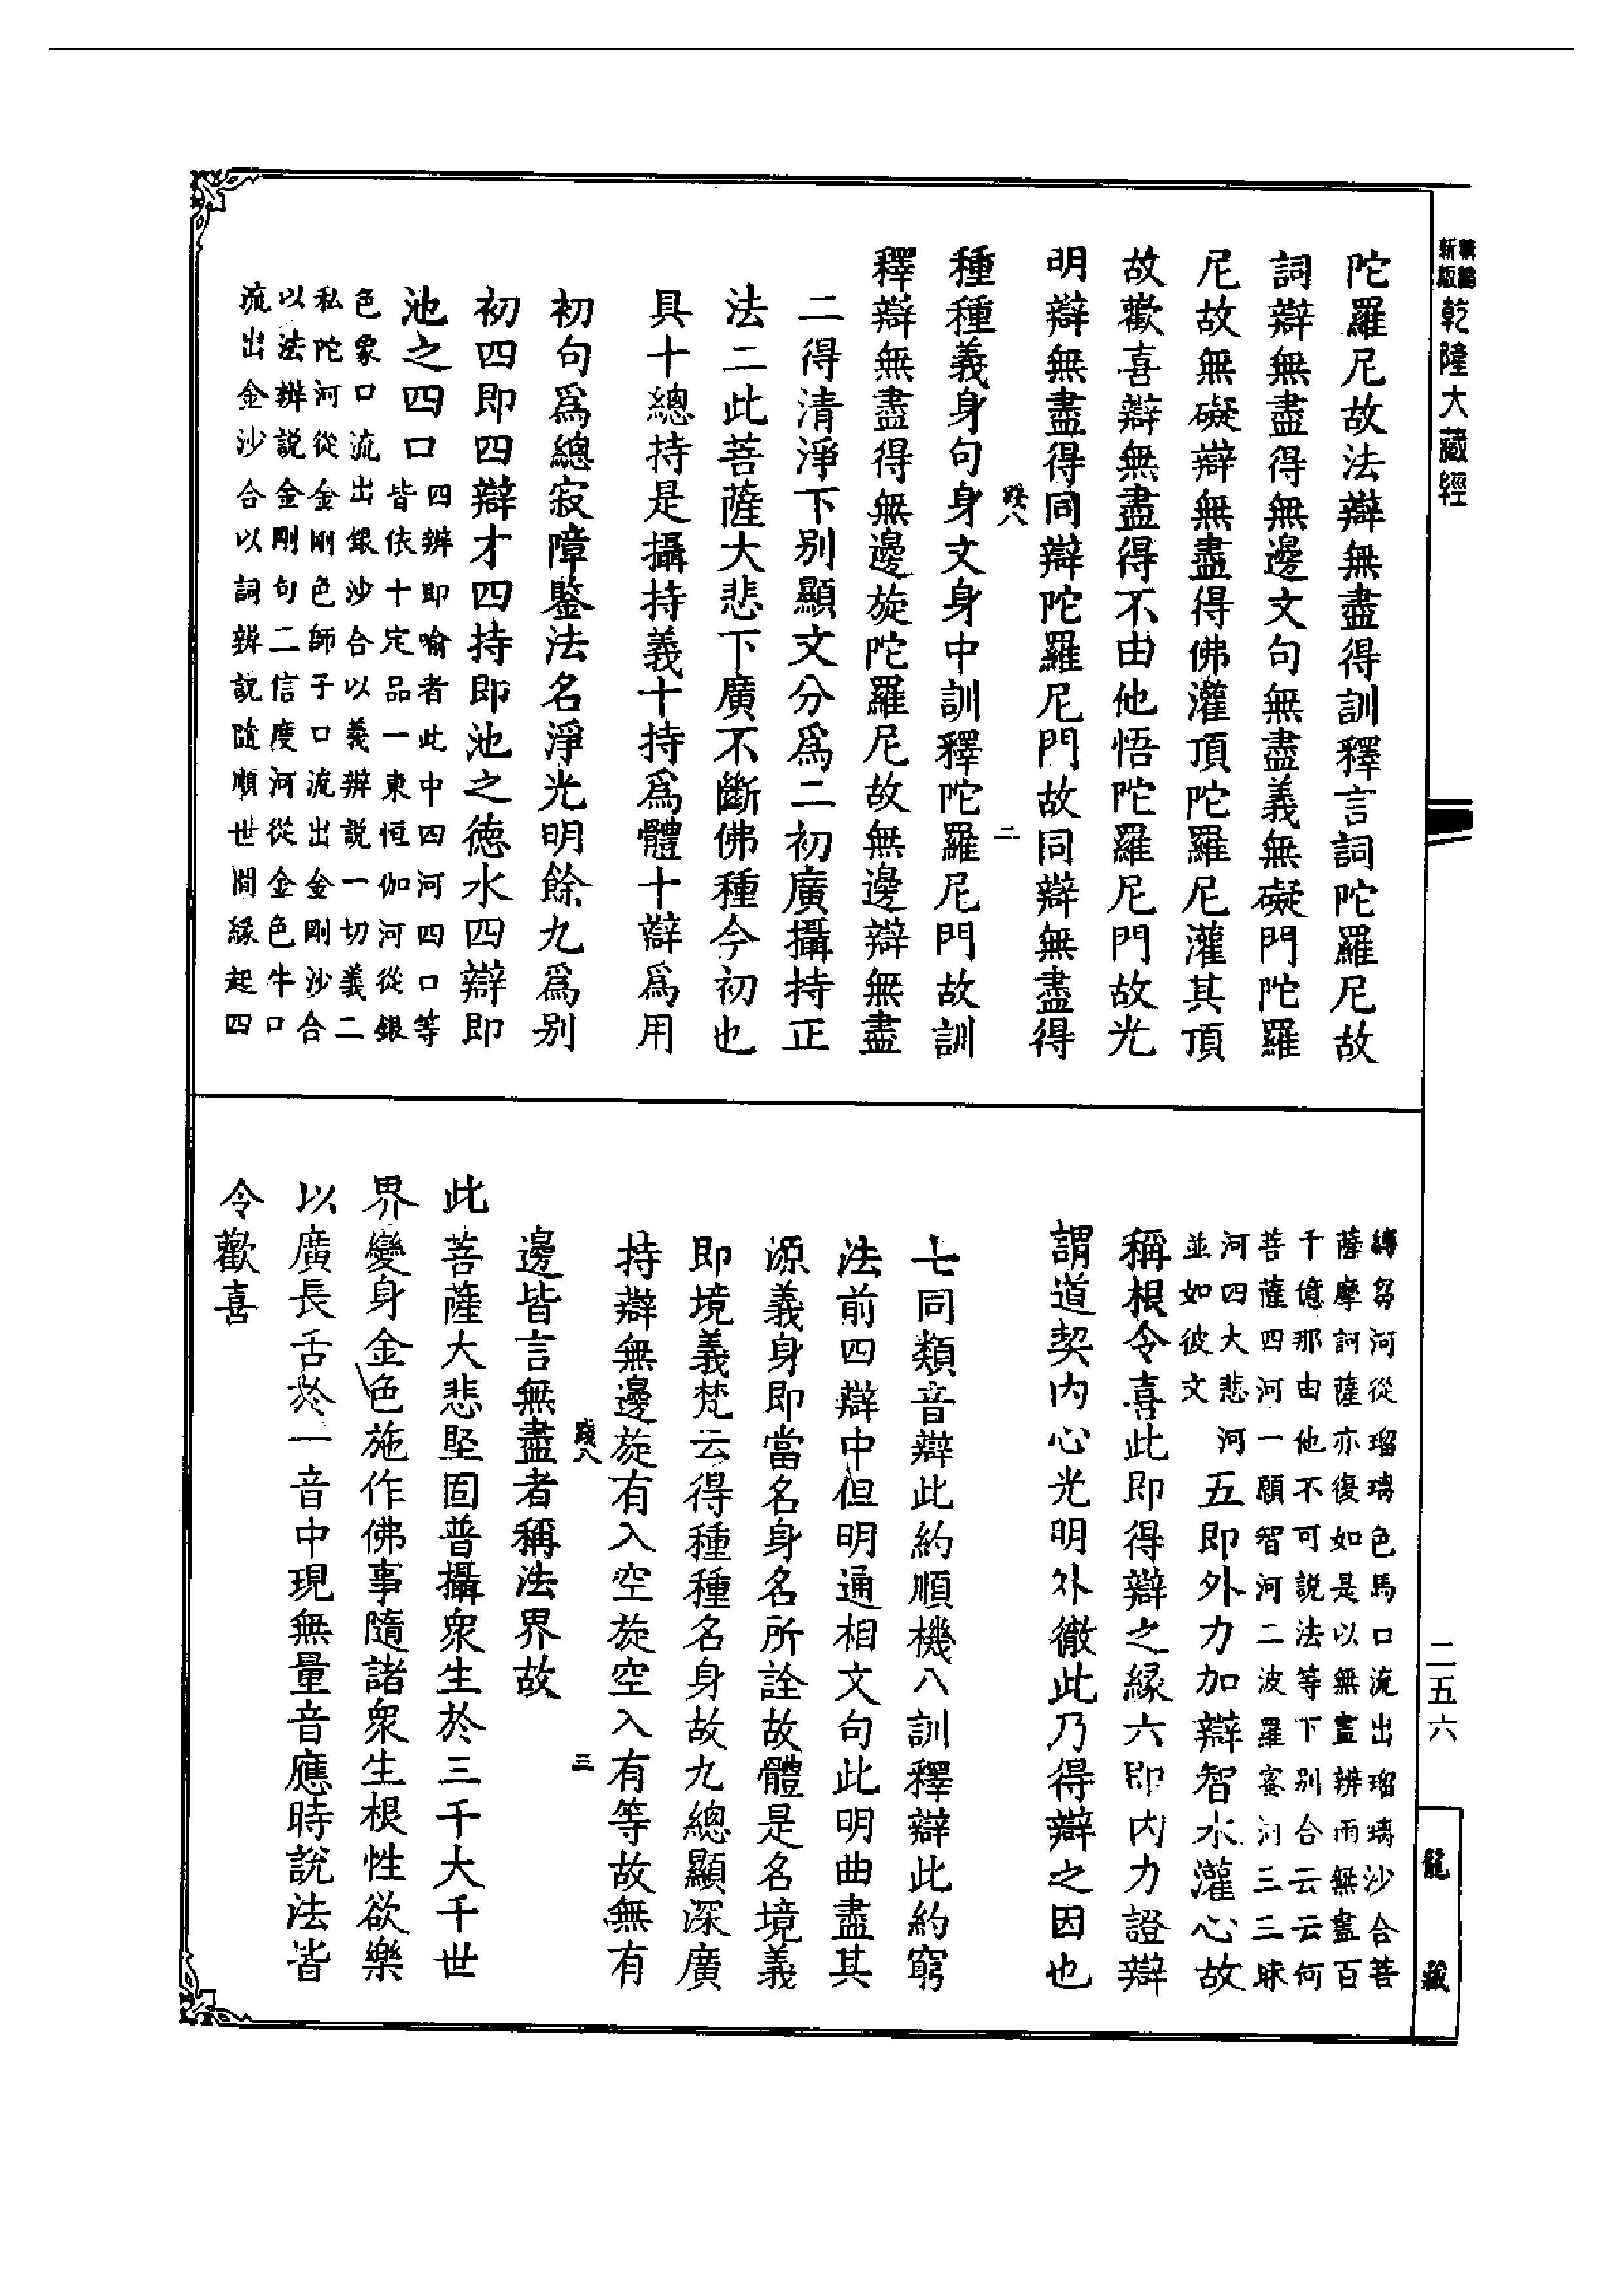 精縮
新版
乾隆大藏經
陀羅尼故法辯無盡得訓釋言詞陀羅尼故
詞辯無盡得無邊文句無盡義無礙門陀羅
尼故無礙辯無盡得佛灌頂陀羅尼灌其頂
故歡喜辯無盡得不由他悟陀羅尼門故光
明辯無盡得同辯陀羅尼門故同辯無盡得
踐八
二
種種義身句身文身中訓釋陀羅尼門故訓
釋辯無盡得無邊旋陀羅尼故無邊辯無盡
二得清淨下別顯文分爲二初廣攝持正
法二此菩薩大悲下廣不斷佛種今初也
具十總持是攝持義十持爲體十辯爲用
初句爲總寂障鑒法名淨光明餘九爲別
初四即四辯才四持即池之德水四辯即
池之四口
四辨即喻者此中四河四口等
皆依十定品一東恒伽河從銀
色象口流出銀沙合以義辨說一切義二
私陀河從金剛色師子口流出金剛沙合
以法辨説金剛句二信度河從金色牛口
流出金沙合以詞辨說隨順世間緣起四
縛芻河從瑠璃色馬口流出瑠璃沙合菩
薩摩訶薩亦復如是以無盡辨雨無盡百
千億那由他不可説法等下別合云云何
菩薩四河一願智河二波羅蜜河三三昧
河四大悲河
並如彼文
五即外力加辯智水灌心故
稱根令喜此即得辯之緣六即内力證辯
謂道契内心光明外徹此乃得辯之因也
七同類音辯此約順機八訓釋辯此約窮
法前四辯中但明通相文句此明曲盡其
源義身即當名身名所詮故體是名境義
即境義梵云得種種名身故九總顯深廣
持辯無邊旋有入空旋空入有等故無有
踐八
三
邊皆言無盡者稱法界故
此菩薩大悲堅固普攝衆生於三千大千世
界變身金色施作佛事隨諸衆生根性欲樂
以廣長舌於一音中現無量音應時說法皆
令歡喜
二五六
龍藏